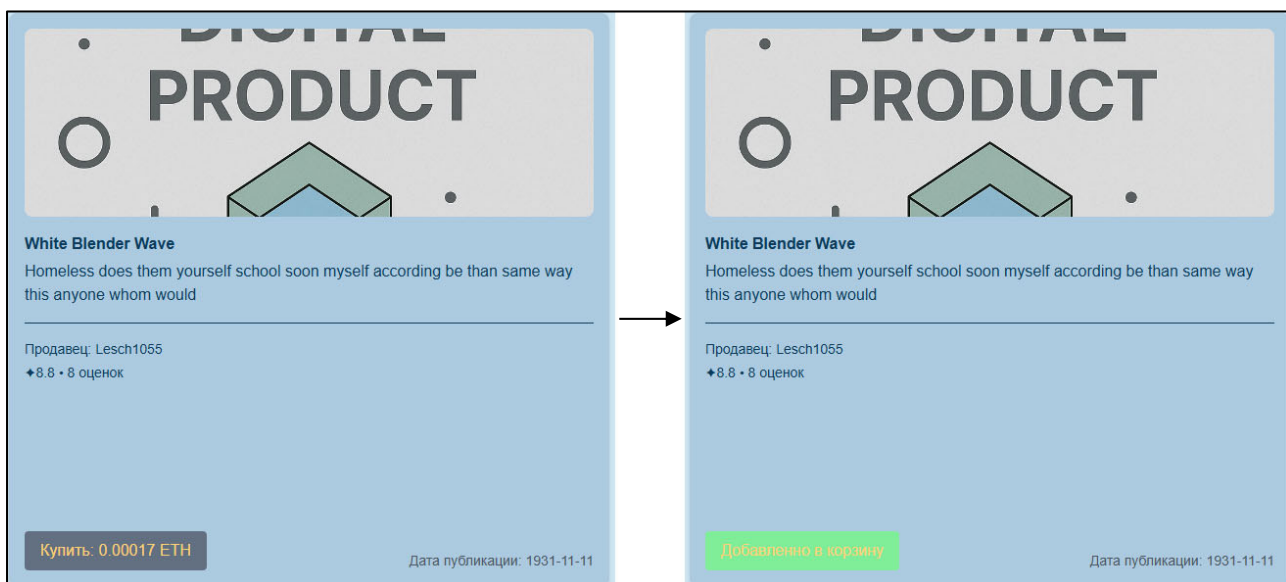 DIGITAL
PRODUCT
White Blender Wave
Homeless does them yourself school soon myself according be than same way
this anyone whom would
Продавец: Lesch1055
✦8.8 • 8 оценок
Купить: 0.00017 ETH
Дата публикации: 1931-11-11
DIGITAL
PRODUCT
White Blender Wave
Homeless does them yourself school soon myself according be than same way
this anyone whom would
Продавец: Lesch1055
✦8.8 • 8 оценок
Добавленно в корзину
Дата публикации: 1931-11-11